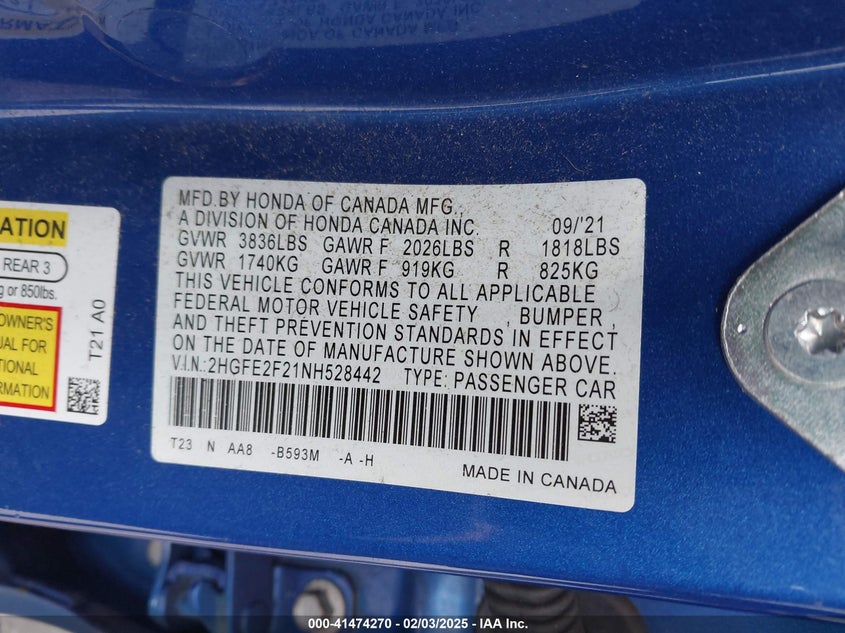 MFD.BY HONDA OF CANADA MFG.,
A DIVISION OF HONDA CANADA INC. 09/'21
GVWR 3836LBS GAWR F 2026LBS R 1818LBS
GVWR 1740KG GAWR F 919KG R 825KG
THIS VEHICLE CONFORMS TO ALL APPLICABLE
FEDERAL MOTOR VEHICLE SAFETY , BUMPER ,
AND THEFT PREVENTION STANDARDS IN EFFECT
ON THE DATE OF MANUFACTURE SHOWN ABOVE.
V.I.N.:2HGFE2F21NH528442 TYPE: PASSENGER CAR
T23 N AA8 -B593M -A -H
MADE IN CANADA
ATION
REAR 3
g or 850lbs.
OWNER'S
UAL FOR
TIONAL
RMATION
T21 A0
000-41474270 - 02/03/2025 - IAA Inc.